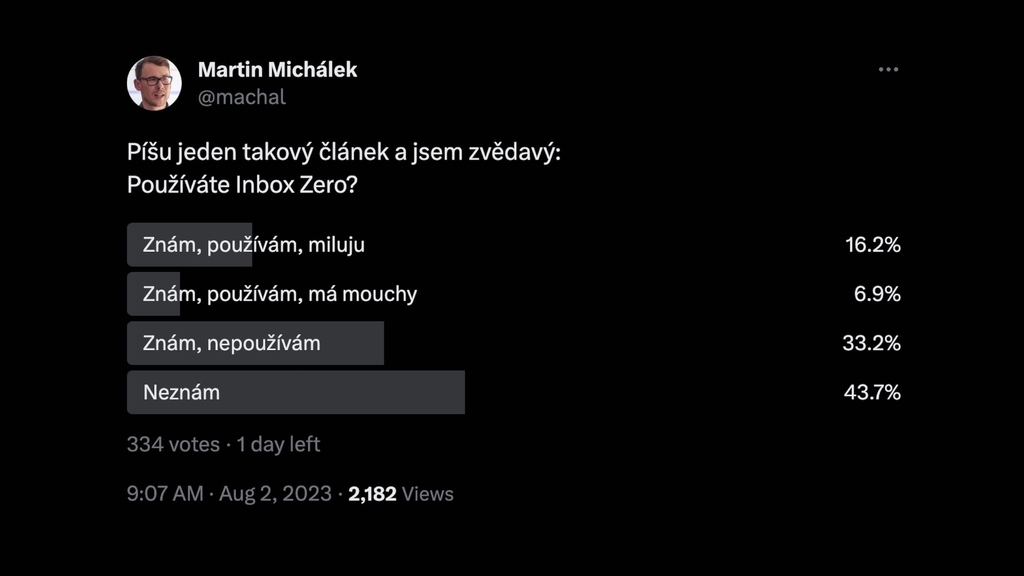 Martin Michálek
@machal
Píšu jeden takový článek a jsem zvědavý:
Používáte Inbox Zero?
Znám, používám, miluju 16.2%
Znám, používám, má mouchy 6.9%
Znám, nepoužívám 33.2%
Neznám 43.7%
334 votes · 1 day left
9:07 AM · Aug 2, 2023 · 2,182 Views